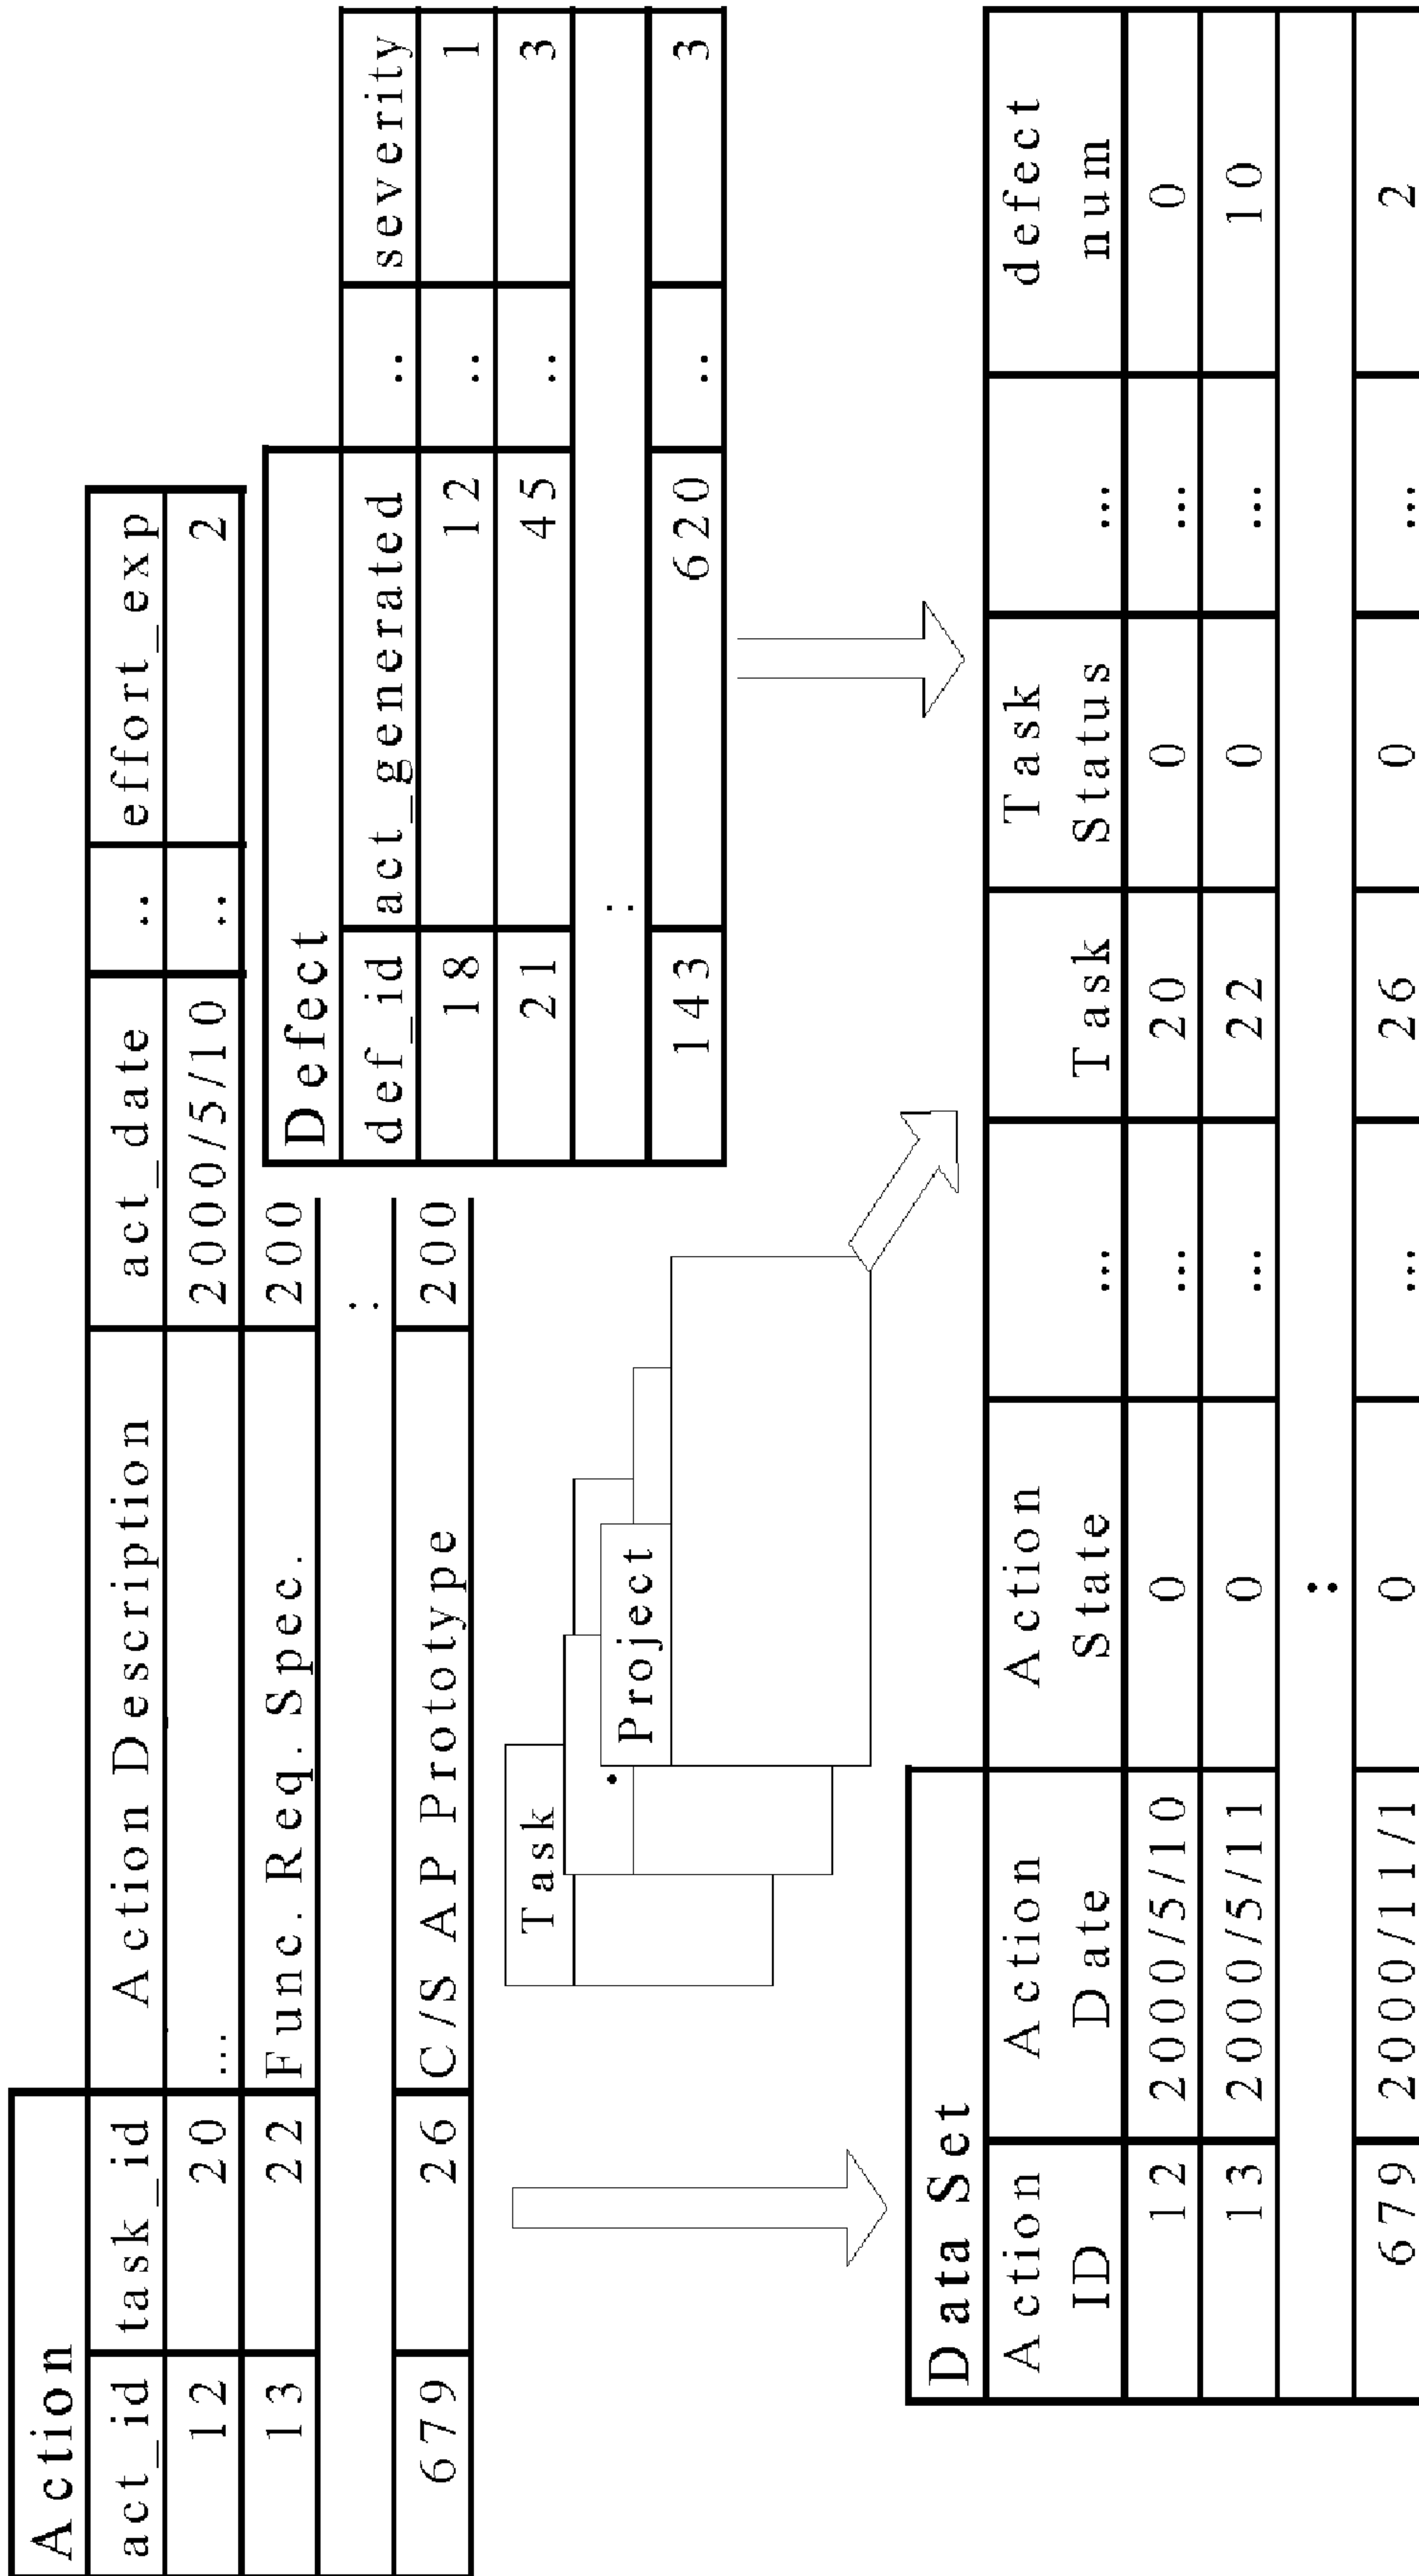 Action
act_id task_id Action Description act_date .. effort_exp
12 20 ... 2000/5/10 .. 2
13 22 Func. Req. Spec. 200
:
679 26 C/S AP Prototype 200
Defect
def_id act_generated .. severity
18 12 .. 1
21 45 .. 3
:
143 620 .. 3
Task
Project
Data Set
Action ID Action Date Action State ... Task Task Status ... defect num
12 2000/5/10 0 ... 20 0 ... 0
13 2000/5/11 0 ... 22 0 ... 10
:
679 2000/11/1 0 ... 26 0 ... 2